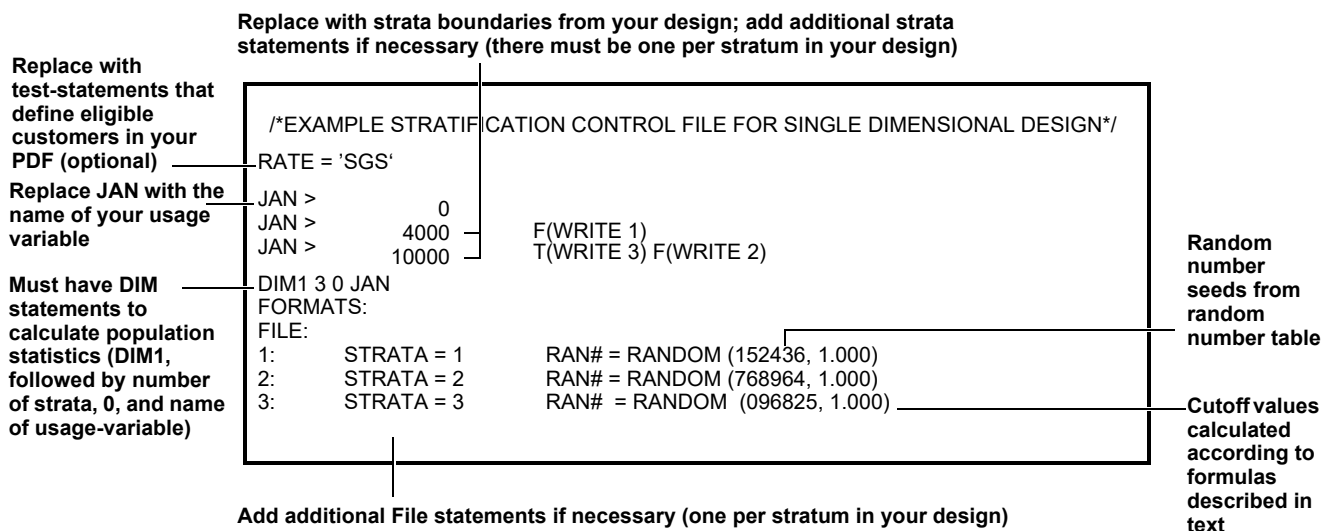 Replace with strata boundaries from your design; add additional strata
statements if necessary (there must be one per stratum in your design)
Replace with
test-statements that
define eligible
customers in your
PDF (optional)
Replace JAN with the
name of your usage
variable
Must have DIM
statements to
calculate population
statistics (DIM1,
followed by number
of strata, 0, and name
of usage-variable)
/*EXAMPLE STRATIFICATION CONTROL FILE FOR SINGLE DIMENSIONAL DESIGN*/
RATE = ’SGS‘
JAN > 0
JAN > 4000 F(WRITE 1)
JAN > 10000 T(WRITE 3) F(WRITE 2)
DIM1 3 0 JAN
FORMATS:
FILE:
1: STRATA = 1 RAN# = RANDOM (152436, 1.000)
2: STRATA = 2 RAN# = RANDOM (768964, 1.000)
3: STRATA = 3 RAN# = RANDOM (096825, 1.000)
Random
number
seeds from
random
number table
Cutoff values
calculated
according to
formulas
described in
text
Add additional File statements if necessary (one per stratum in your design)